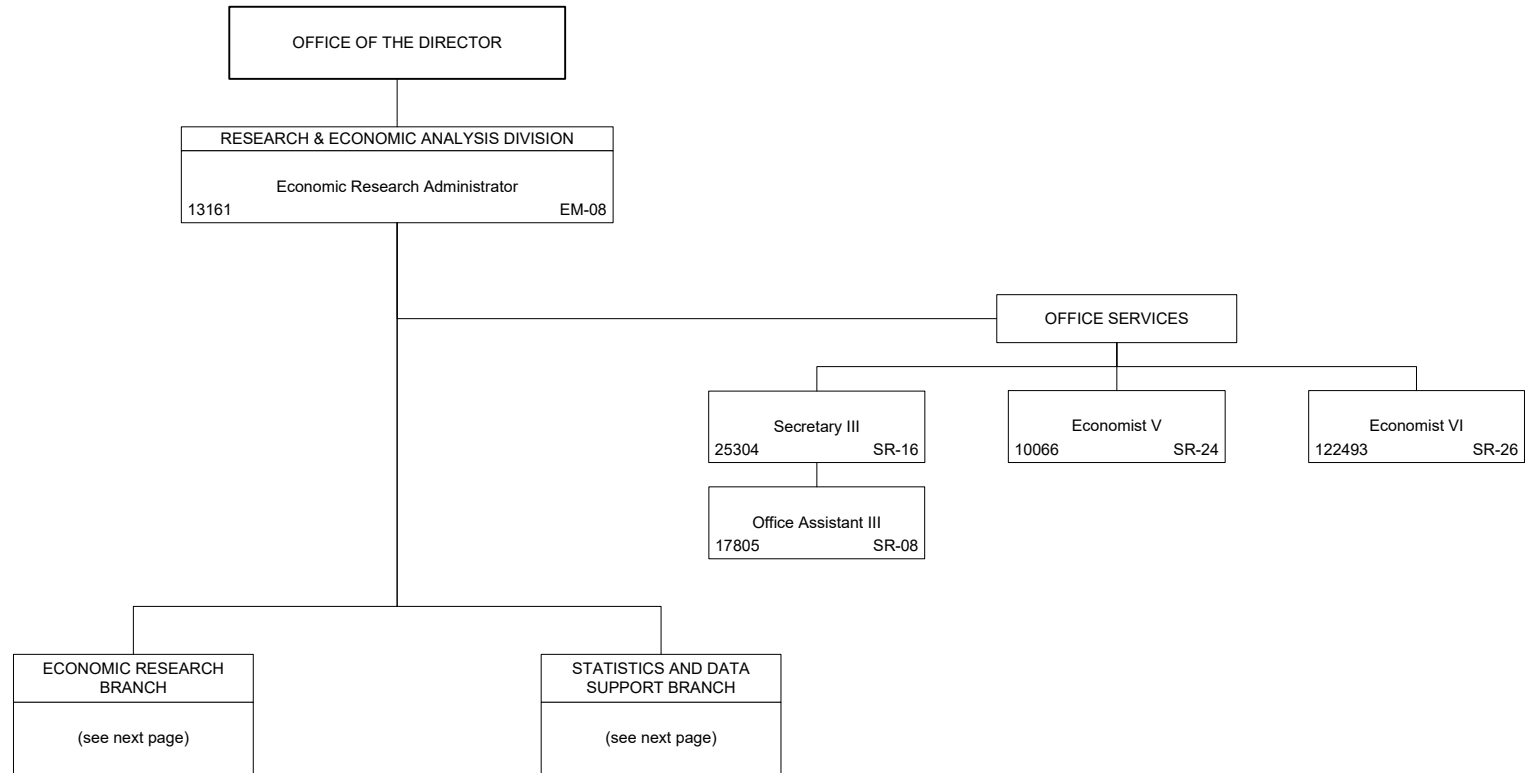 OFFICE OF THE DIRECTOR
RESEARCH & ECONOMIC ANALYSIS DIVISION
Economic Research Administrator
13161 EM-08
OFFICE SERVICES
Secretary III
25304 SR-16
Economist V
10066 SR-24
Economist VI
122493 SR-26
Office Assistant III
17805 SR-08
ECONOMIC RESEARCH
BRANCH
(see next page)
STATISTICS AND DATA
SUPPORT BRANCH
(see next page)